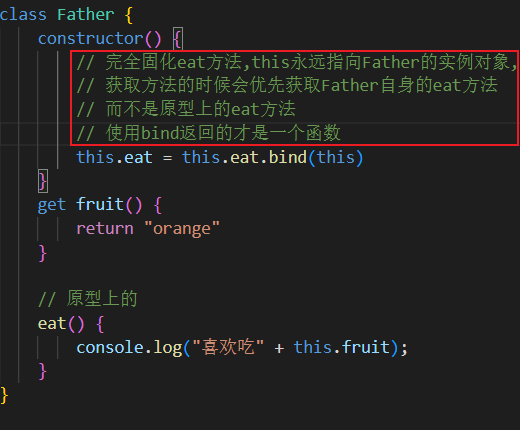 class Father {
constructor() {
// 完全固化eat方法,this永远指向Father的实例对象,
// 获取方法的时候会优先获取Father自身的eat方法
// 而不是原型上的eat方法
// 使用bind返回的才是一个函数
this.eat = this.eat.bind(this)
}
get fruit() {
return "orange"
}
// 原型上的
eat() {
console.log("喜欢吃" + this.fruit);
}
}